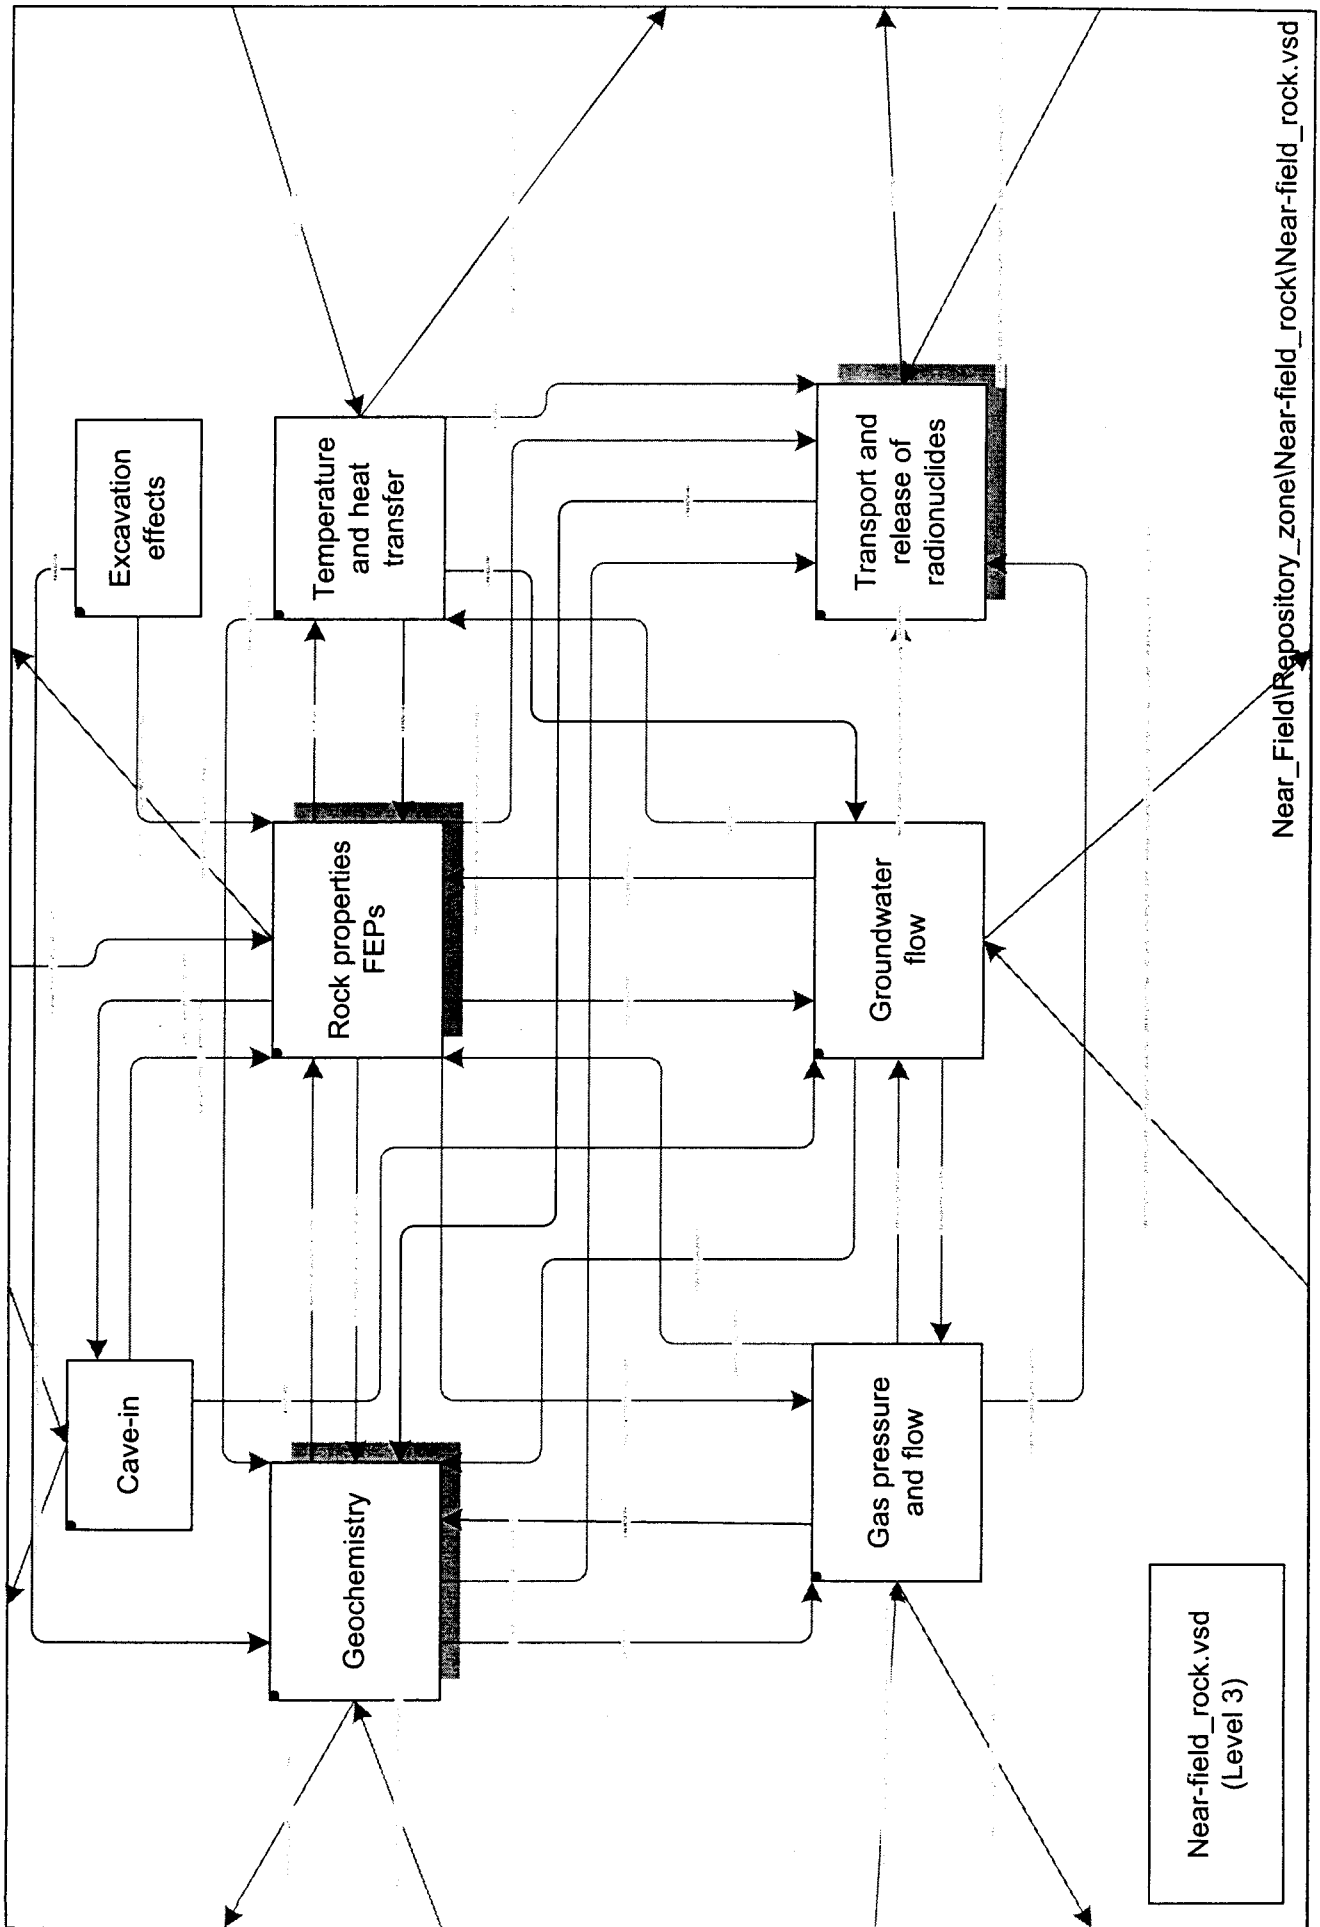 Cave-in
Excavation
effects
Geochemistry
Rock properties
FEPs
Temperature
and heat
transfer
Gas pressure
and flow
Groundwater
flow
Transport and
release of
radionuclides
Near-field_rock.vsd
(Level 3)
Near_Field\Repository_zone\Near-field_rock\Near-field_rock.vsd